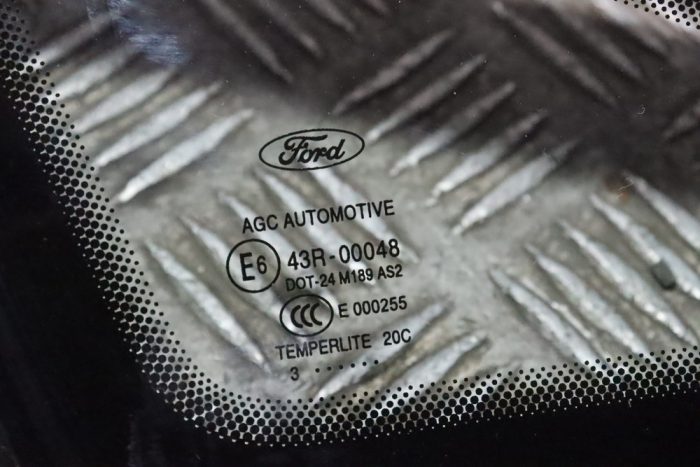 Ford
AGC AUTOMOTIVE
E6 43R-00048
DOT-24 M189 AS2
CCC E 000255
TEMPERLITE 20C
3 ......